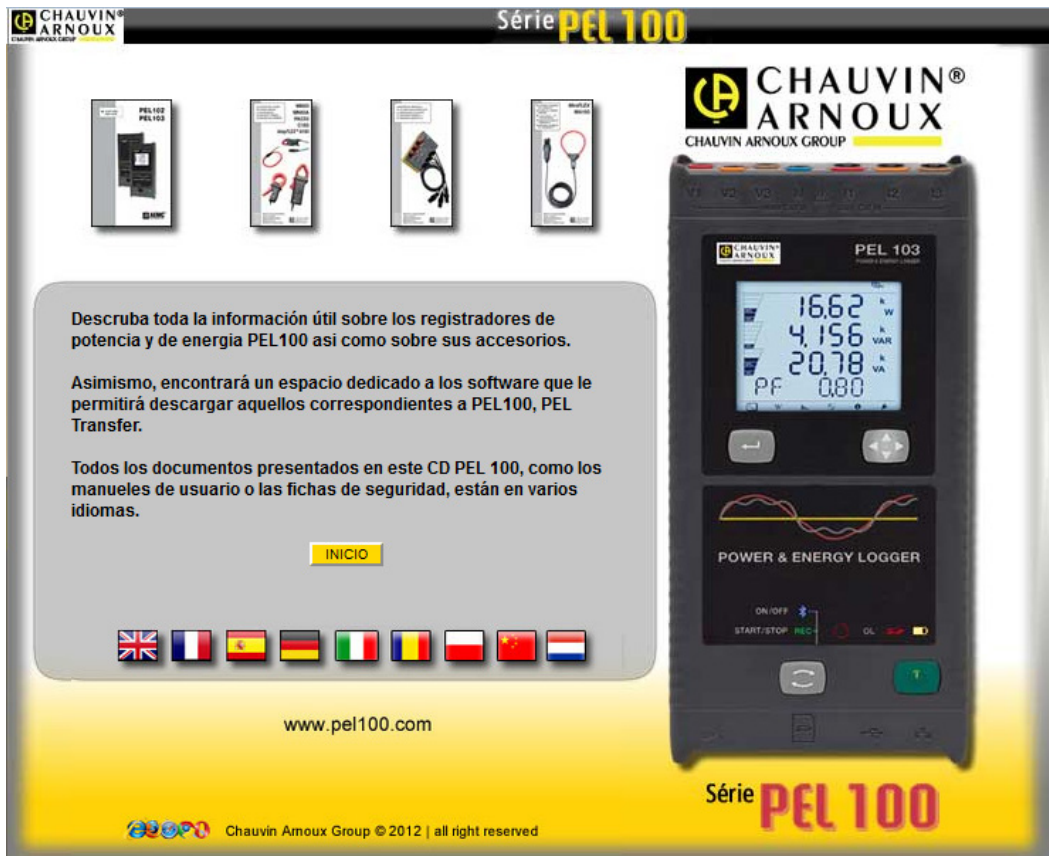 CHAUVIN®
ARNOUX
CHAUVIN ARNOUX GROUP
Série PEL 100
PEL102
PEL103
CHAUVIN®
ARNOUX
CHAUVIN ARNOUX GROUP
V1 V2 V3 N I1 I2 I3
CHAUVIN®
ARNOUX
PEL 103
POWER & ENERGY LOGGER
16.62 k W
4.156 k VAR
20.78 k VA
PF 0.80
Descruba toda la información útil sobre los registradores de
potencia y de energia PEL100 asi como sobre sus accesorios.
Asimismo, encontrará un espacio dedicado a los software que le
permitirá descargar aquellos correspondientes a PEL100, PEL
Transfer.
Todos los documentos presentados en este CD PEL 100, como los
manueles de usuario o las fichas de seguridad, están en varios
idiomas.
INICIO
POWER & ENERGY LOGGER
ON/OFF
START/STOP REC
OL
www.pel100.com
Série PEL 100
Chauvin Arnoux Group © 2012 | all right reserved